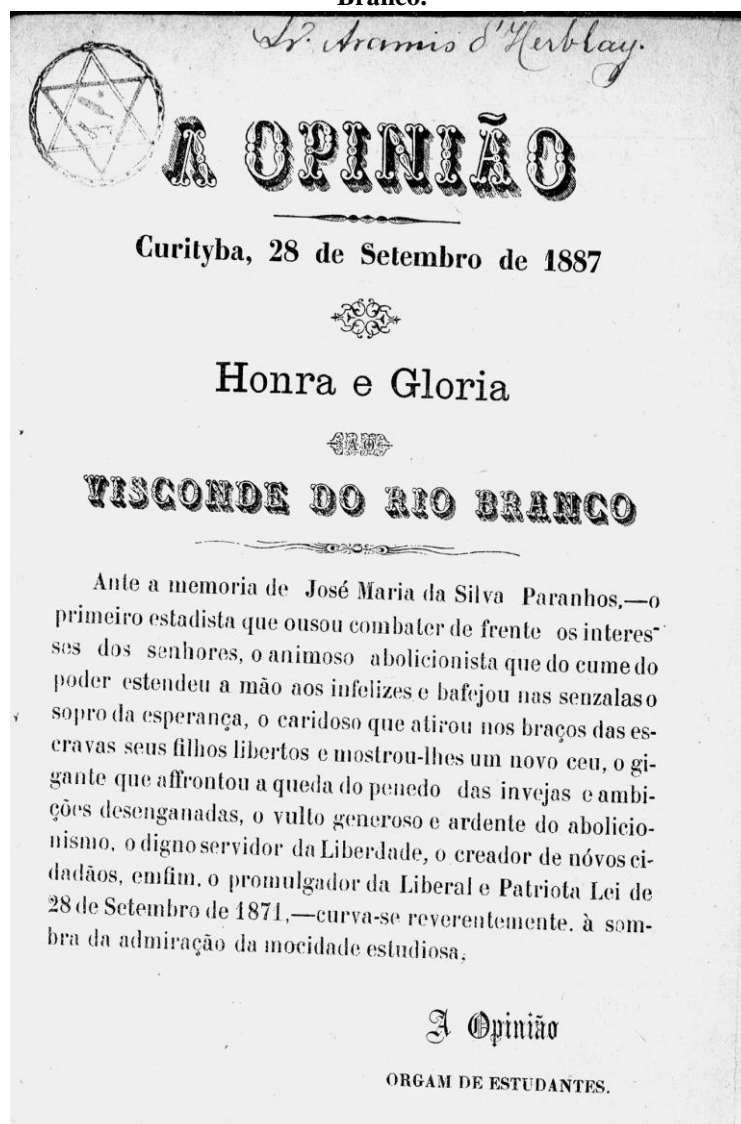 Branco.
Sr. Aramis d'Herblay.
A OPINIÃO
Curityba, 28 de Setembro de 1887
Honra e Gloria
AO
VISCONDE DO RIO BRANCO
Ante a memoria de José Maria da Silva Paranhos,—o
primeiro estadista que ousou combater de frente os interes-
ses dos senhores, o animoso abolicionista que do cume do
poder estendeu a mão aos infelizes e bafejou nas senzalas o
sopro da esperança, o caridoso que atirou nos braços das es-
cravas seus filhos libertos e mostrou-lhes um novo ceu, o gi-
gante que affrontou a queda do penedo das invejas e ambi-
ções desenganadas, o vulto generoso e ardente do abolicio-
nismo, o digno servidor da Liberdade, o creador de nóvos ci-
dadãos, emfim, o promulgador da Liberal e Patriota Lei de
28 de Setembro de 1871,—curva-se reverentemente. à som-
bra da admiração da mocidade estudiosa,
A Opinião
ORGAM DE ESTUDANTES.